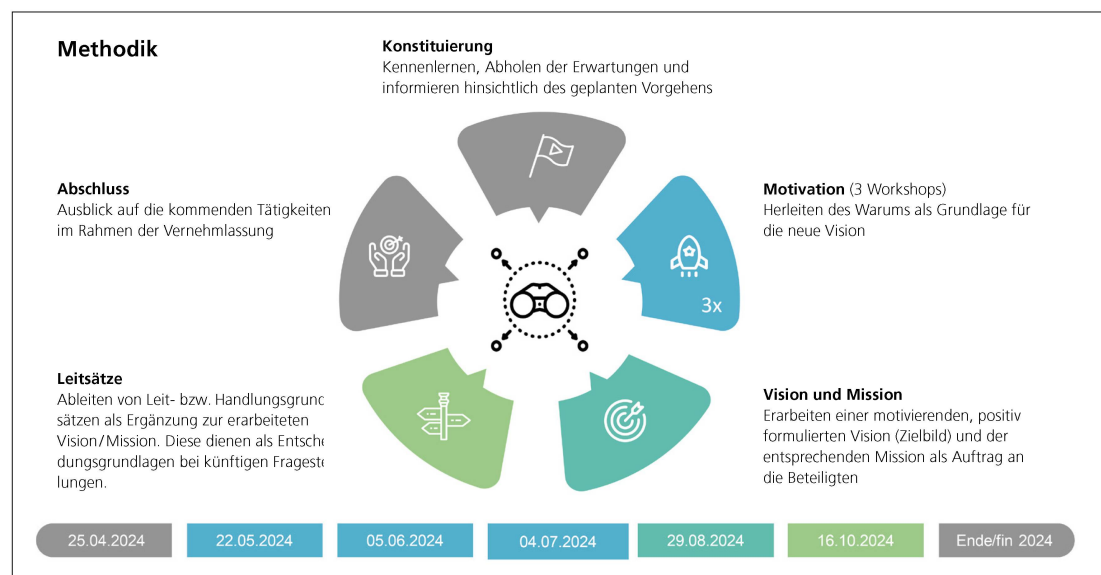 Methodik
Konstituierung
Kennenlernen, Abholen der Erwartungen und
informieren hinsichtlich des geplanten Vorgehens
Motivation (3 Workshops)
Herleiten des Warums als Grundlage für
die neue Vision
3x
Vision und Mission
Erarbeiten einer motivierenden, positiv
formulierten Vision (Zielbild) und der
entsprechenden Mission als Auftrag an
die Beteiligten
Leitsätze
Ableiten von Leit- bzw. Handlungsgrund
sätzen als Ergänzung zur erarbeiteten
Vision/Mission. Diese dienen als Entsche
dungsgrundlagen bei künftigen Frageste
lungen.
Abschluss
Ausblick auf die kommenden Tätigkeiten
im Rahmen der Vernehmlassung
25.04.2024
22.05.2024
05.06.2024
04.07.2024
29.08.2024
16.10.2024
Ende/fin 2024